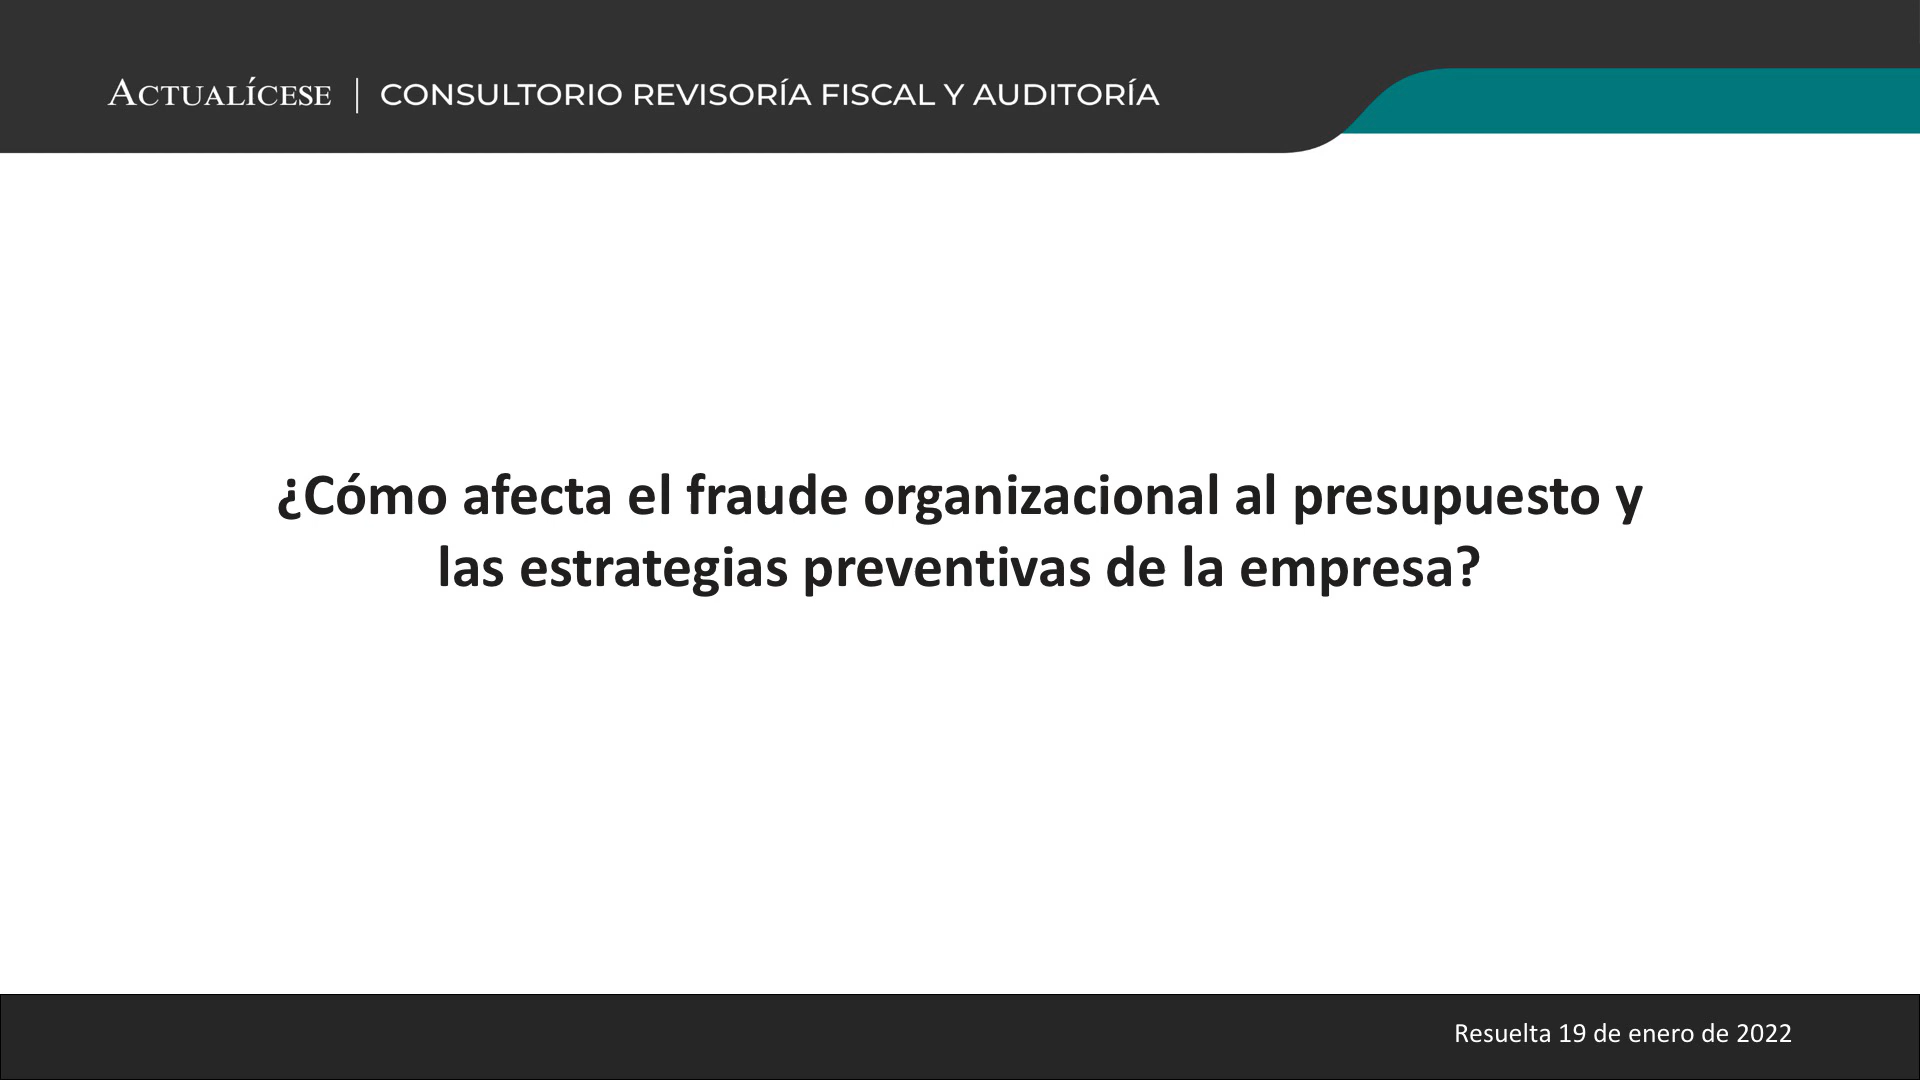 ACTUALÍCESE | CONSULTORIO REVISORÍA FISCAL Y AUDITORÍA
¿Cómo afecta el fraude organizacional al presupuesto y
las estrategias preventivas de la empresa?
Resuelta 19 de enero de 2022